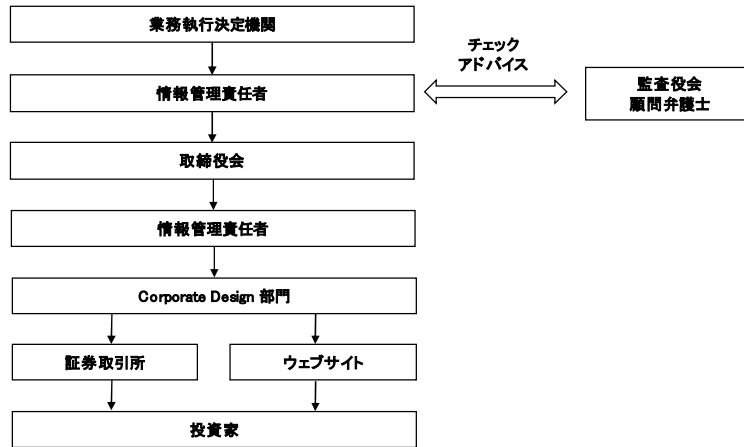 業務執行決定機関
チェック
アドバイス
情報管理責任者
監査役会
顧問弁護士
取締役会
情報管理責任者
Corporate Design 部門
証券取引所
ウェブサイト
投資家